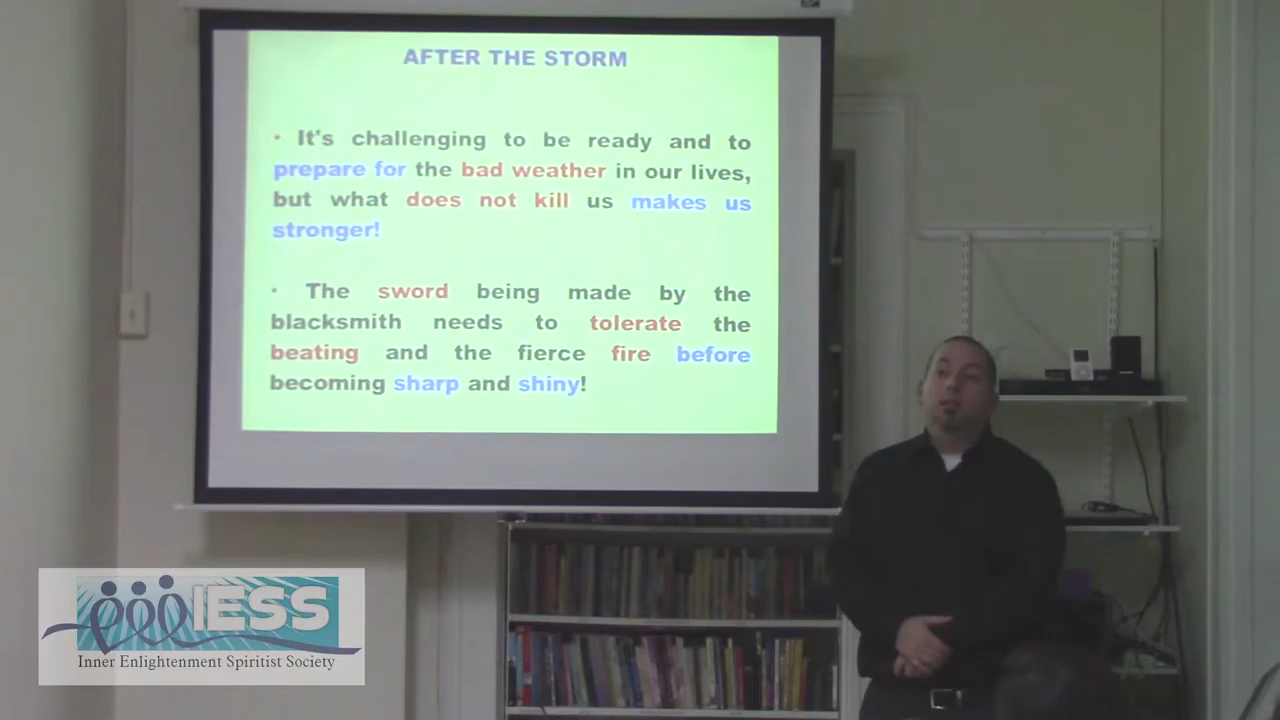 AFTER THE STORM
• It's challenging to be ready and to
prepare for the bad weather in our lives,
but what does not kill us makes us
stronger!
• The sword being made by the
blacksmith needs to tolerate the
beating and the fierce fire before
becoming sharp and shiny!
IESS
Inner Enlightenment Spiritist Society